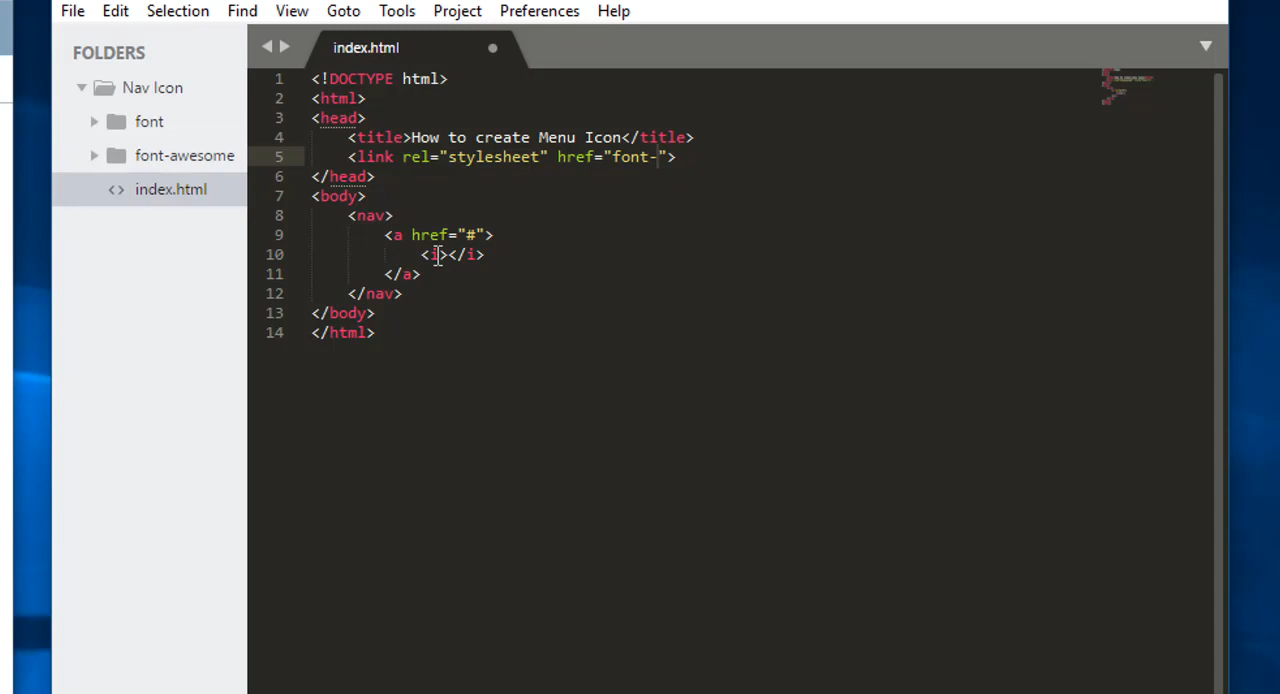 File Edit Selection Find View Goto Tools Project Preferences Help
FOLDERS
Nav Icon
font
font-awesome
<> index.html
index.html
1 <!DOCTYPE html>
2 <html>
3 <head>
4 <title>How to create Menu Icon</title>
5 <link rel="stylesheet" href="font-">
6 </head>
7 <body>
8 <nav>
9 <a href="#">
10 <i></i>
11 </a>
12 </nav>
13 </body>
14 </html>